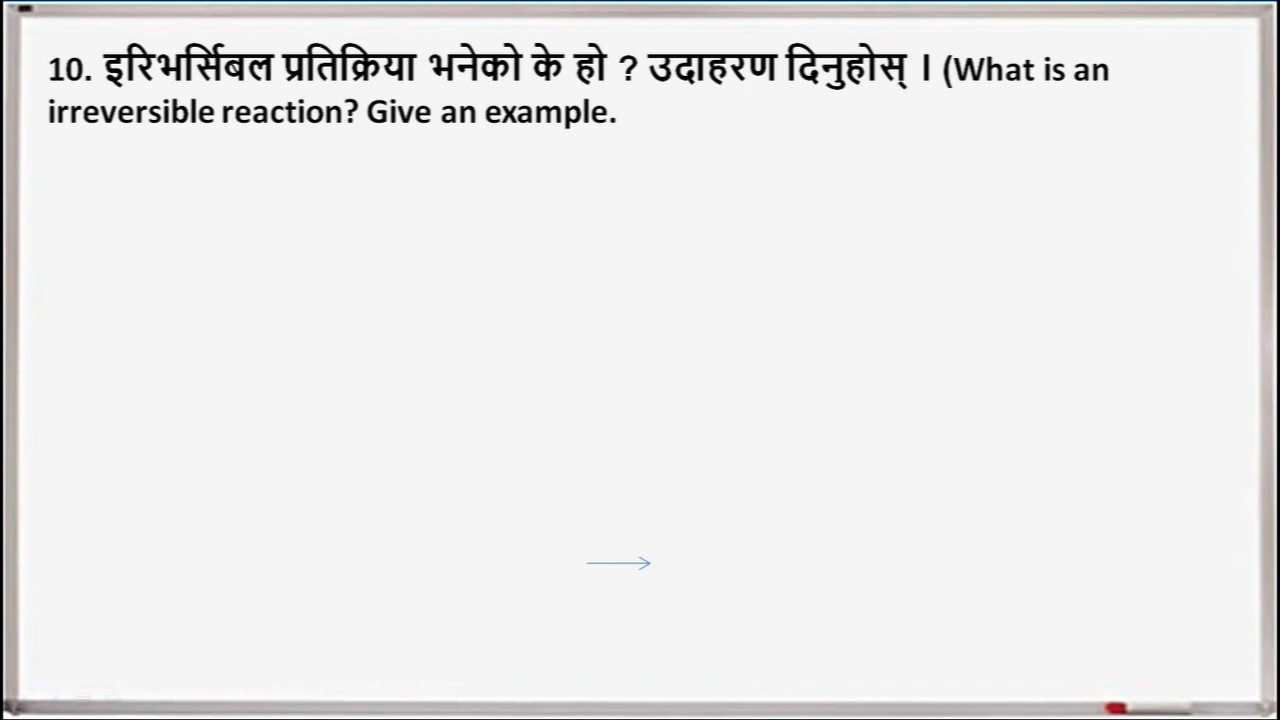 10. इरिभर्सिबल प्रतिक्रिया भनेको के हो ? उदाहरण दिनुहोस् । (What is an
irreversible reaction? Give an example.